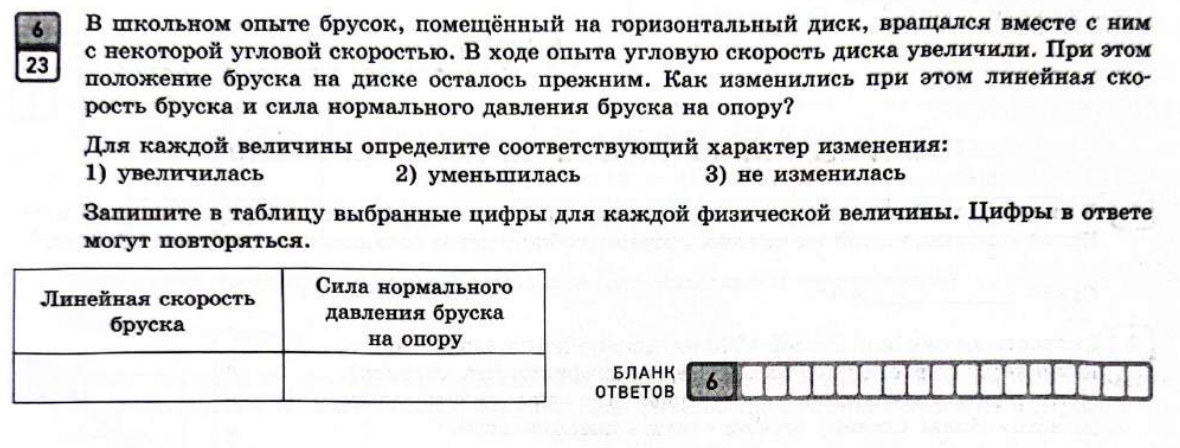 6
23
В школьном опыте брусок, помещённый на горизонтальный диск, вращался вместе с ним
с некоторой угловой скоростью. В ходе опыта угловую скорость диска увеличили. При этом
положение бруска на диске осталось прежним. Как изменились при этом линейная ско-
рость бруска и сила нормального давления бруска на опору?
Для каждой величины определите соответствующий характер изменения:
1) увеличилась 2) уменьшилась 3) не изменилась
Запишите в таблицу выбранные цифры для каждой физической величины. Цифры в ответе
могут повторяться.
Линейная скорость
бруска
Сила нормального
давления бруска
на опору
БЛАНК
ОТВЕТОВ
6